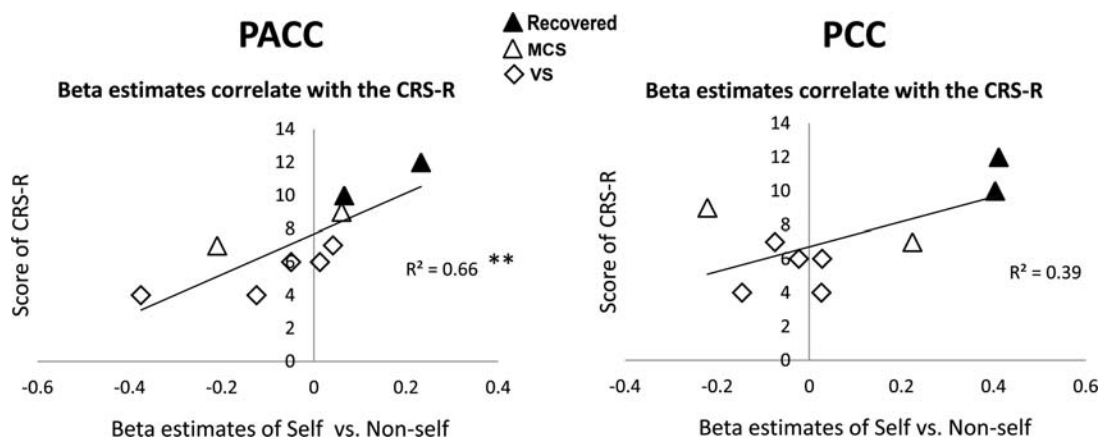 PACC
Recovered
MCS
VS
PCC
Beta estimates correlate with the CRS-R
Beta estimates correlate with the CRS-R
Score of CRS-R
14
12
10
8
6
4
2
0
R² = 0.66 **
-0.6
-0.4
-0.2
0
0.2
0.4
Beta estimates of Self vs. Non-self
Score of CRS-R
14
12
10
8
6
4
2
0
R² = 0.39
-0.4
-0.2
0
0.2
0.4
0.6
Beta estimates of Self vs. Non-self